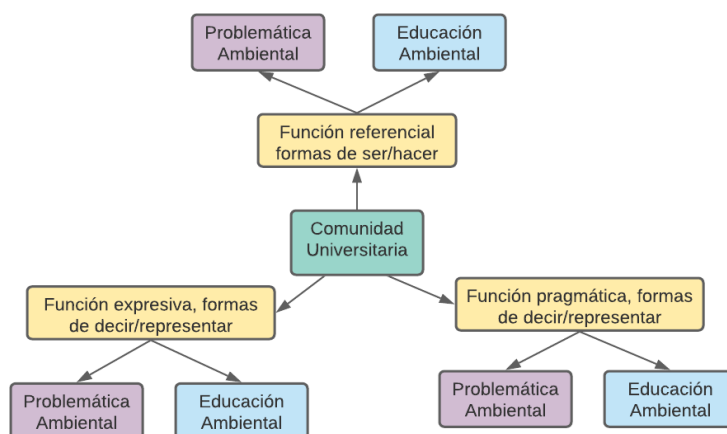 Problemática
Ambiental
Educación
Ambiental
Función referencial
formas de ser/hacer
Comunidad
Universitaria
Función expresiva, formas
de decir/representar
Función pragmática, formas
de decir/representar
Problemática
Ambiental
Educación
Ambiental
Problemática
Ambiental
Educación
Ambiental